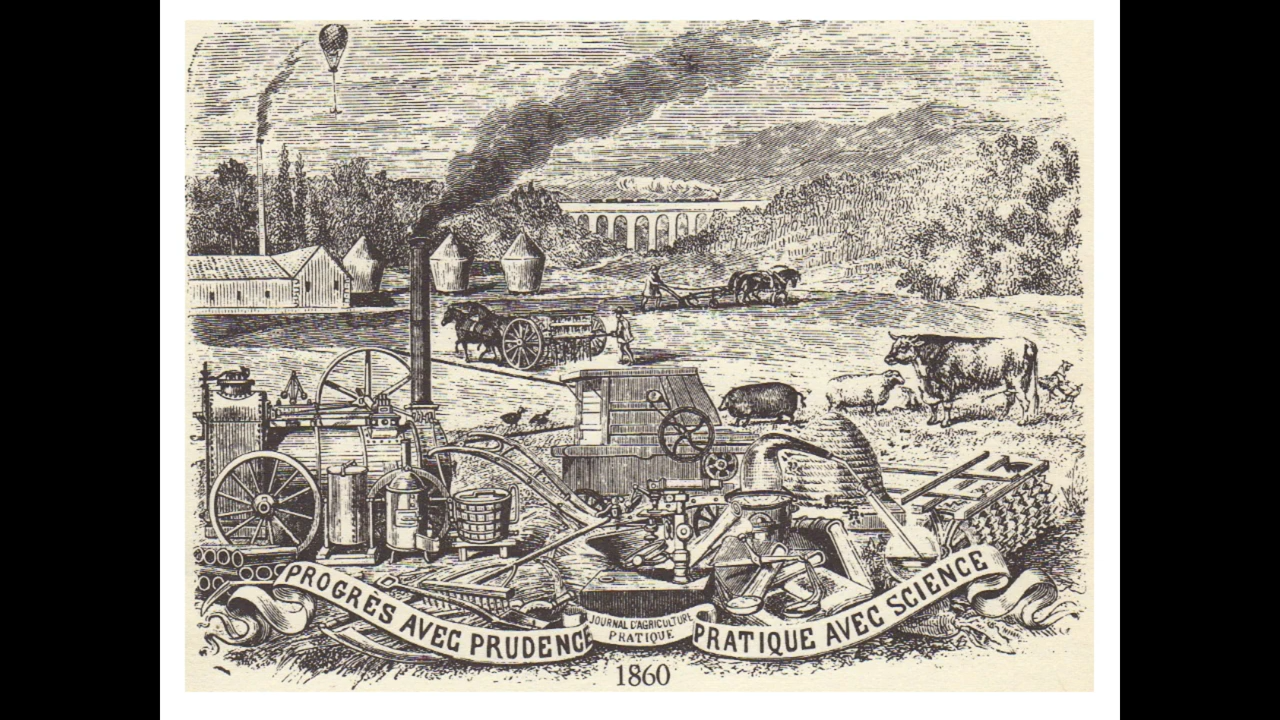 PROGRÈS AVEC PRUDENCE
JOURNAL D'AGRICULTURE
PRATIQUE
PRATIQUE AVEC SCIENCE
1860